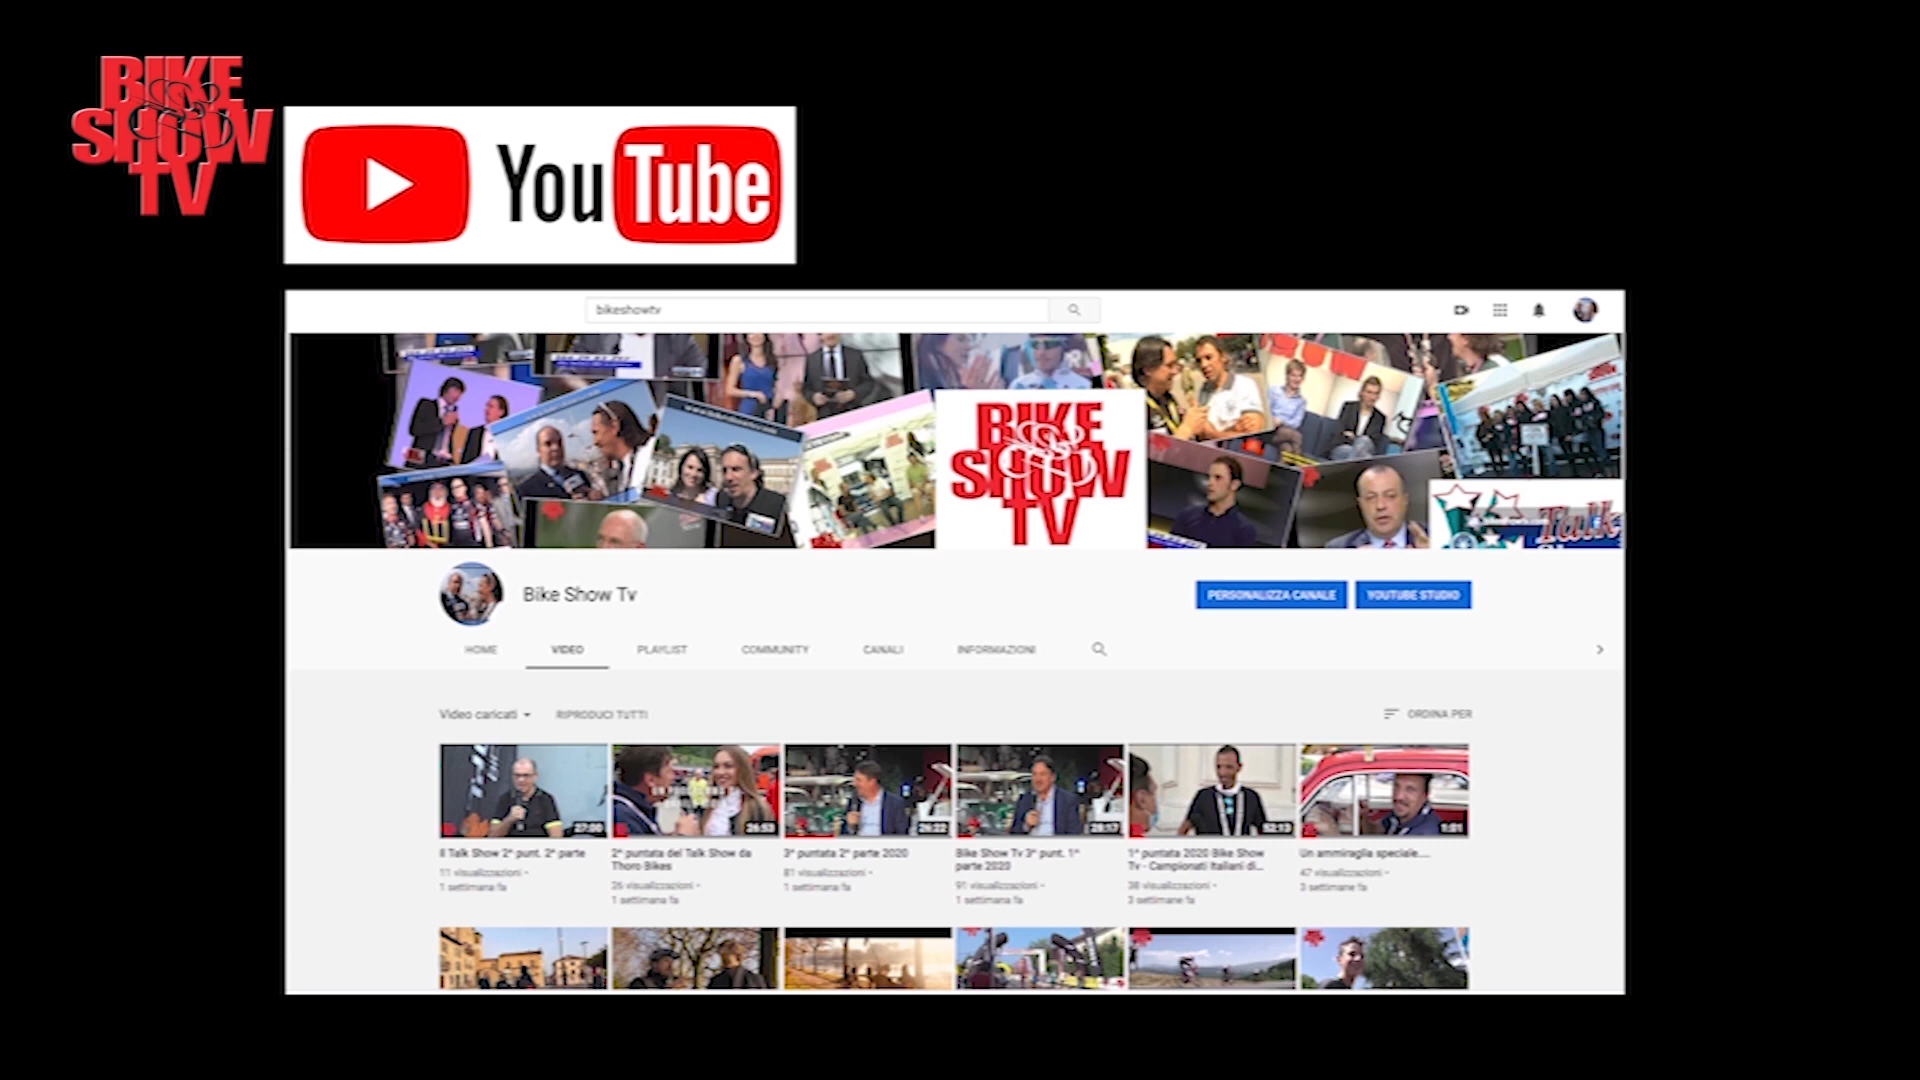 BIKE
SHOW
TV
YouTube
bikeshowtv
BIKE
SHOW
TV
Talk
Bike Show Tv
PERSONALIZZA CANALE
YOUTUBE STUDIO
HOME
VIDEO
PLAYLIST
COMMUNITY
CANALI
INFORMAZIONI
Video caricati
RIPRODUCI TUTTI
ORDINA PER
27:00
26:53
26:22
28:17
52:13
1:01
Il Talk Show 2ª punt. 2ª parte
11 visualizzazioni •
1 settimana fa
2ª puntata del Talk Show da
Thoro Bikes
26 visualizzazioni •
1 settimana fa
3ª puntata 2ª parte 2020
81 visualizzazioni •
1 settimana fa
Bike Show Tv 3ª punt. 1ª
parte 2020
91 visualizzazioni •
1 settimana fa
1ª puntata 2020 Bike Show
Tv - Campionati Italiani di...
38 visualizzazioni •
3 settimane fa
Un ammiraglia speciale....
47 visualizzazioni •
3 settimane fa